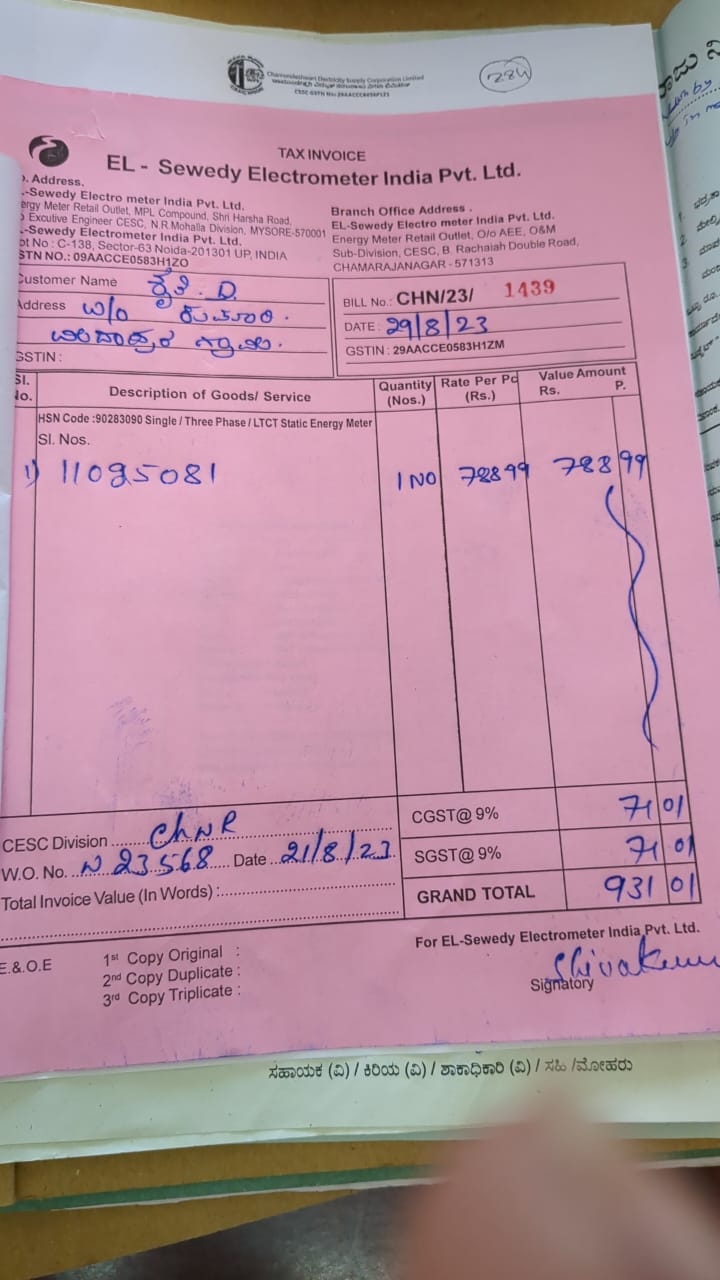 Chamundeshwari Electricity Supply Corporation Limited
284
TAX INVOICE
EL - Sewedy Electrometer India Pvt. Ltd.
. Address.
-Sewedy Electro meter India Pvt. Ltd.
ergy Meter Retail Outlet, MPL Compound, Shri Harsha Road,
Excutive Engineer CESC, N.R.Mohalla Division, MYSORE-570001
.-Sewedy Electrometer India Pvt. Ltd.
ot No : C-138, Sector-63 Noida-201301 UP, INDIA
STN NO.: 09AACCE0583H1ZO
Branch Office Address .
EL-Sewedy Electro meter India Pvt. Ltd.
Energy Meter Retail Outlet, O/o AEE, O&M
Sub-Division, CESC, B. Rachaiah Double Road,
CHAMARAJANAGAR - 571313
Customer Name D.
Address w/o
GSTIN :
BILL No.: CHN/23/ 1439
DATE : 29/8/23
GSTIN : 29AACCE0583H1ZM
Sl. No. Description of Goods/ Service Quantity (Nos.) Rate Per Pc (Rs.) Value Amount Rs. P.
HSN Code :90283090 Single / Three Phase / LTCT Static Energy Meter
Sl. Nos.
1) 11095081 1 NO 788 99 788 99
CGST@ 9% 71 01
SGST@ 9% 71 01
GRAND TOTAL 931 01
CESC Division ChNR
W.O. No. N 23568 Date 21/8/23
Total Invoice Value (In Words) :
E.&.O.E
1st Copy Original :
2nd Copy Duplicate :
3rd Copy Triplicate :
For EL-Sewedy Electrometer India Pvt. Ltd.
Shivakum
Signatory
ಸಹಾಯಕ (ವಿ) / ಕಿರಿಯ (ವಿ) / ಶಾಕಾಧಿಕಾರಿ (ವಿ) / ಸಹಿ /ಮೋಹರು